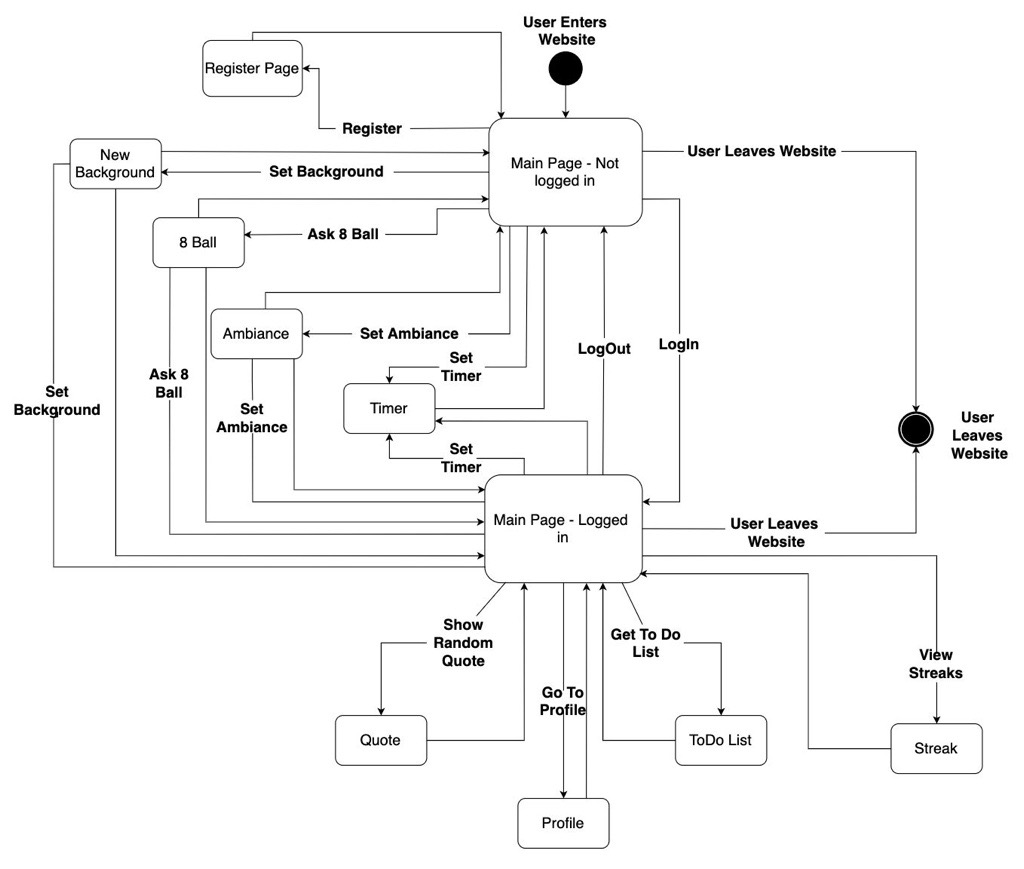 User Enters
Website
Register Page
Register
New
Background
Main Page - Not
logged in
User Leaves Website
Set Background
8 Ball
Ask 8 Ball
Ambiance
Set Ambiance
LogOut
LogIn
Set
Timer
Ask 8
Ball
Set
Background
Set
Ambiance
Timer
User
Leaves
Website
Set
Timer
Main Page - Logged
in
User Leaves
Website
Show
Random
Quote
Get To Do
List
View
Streaks
Go To
Profile
Quote
ToDo List
Streak
Profile